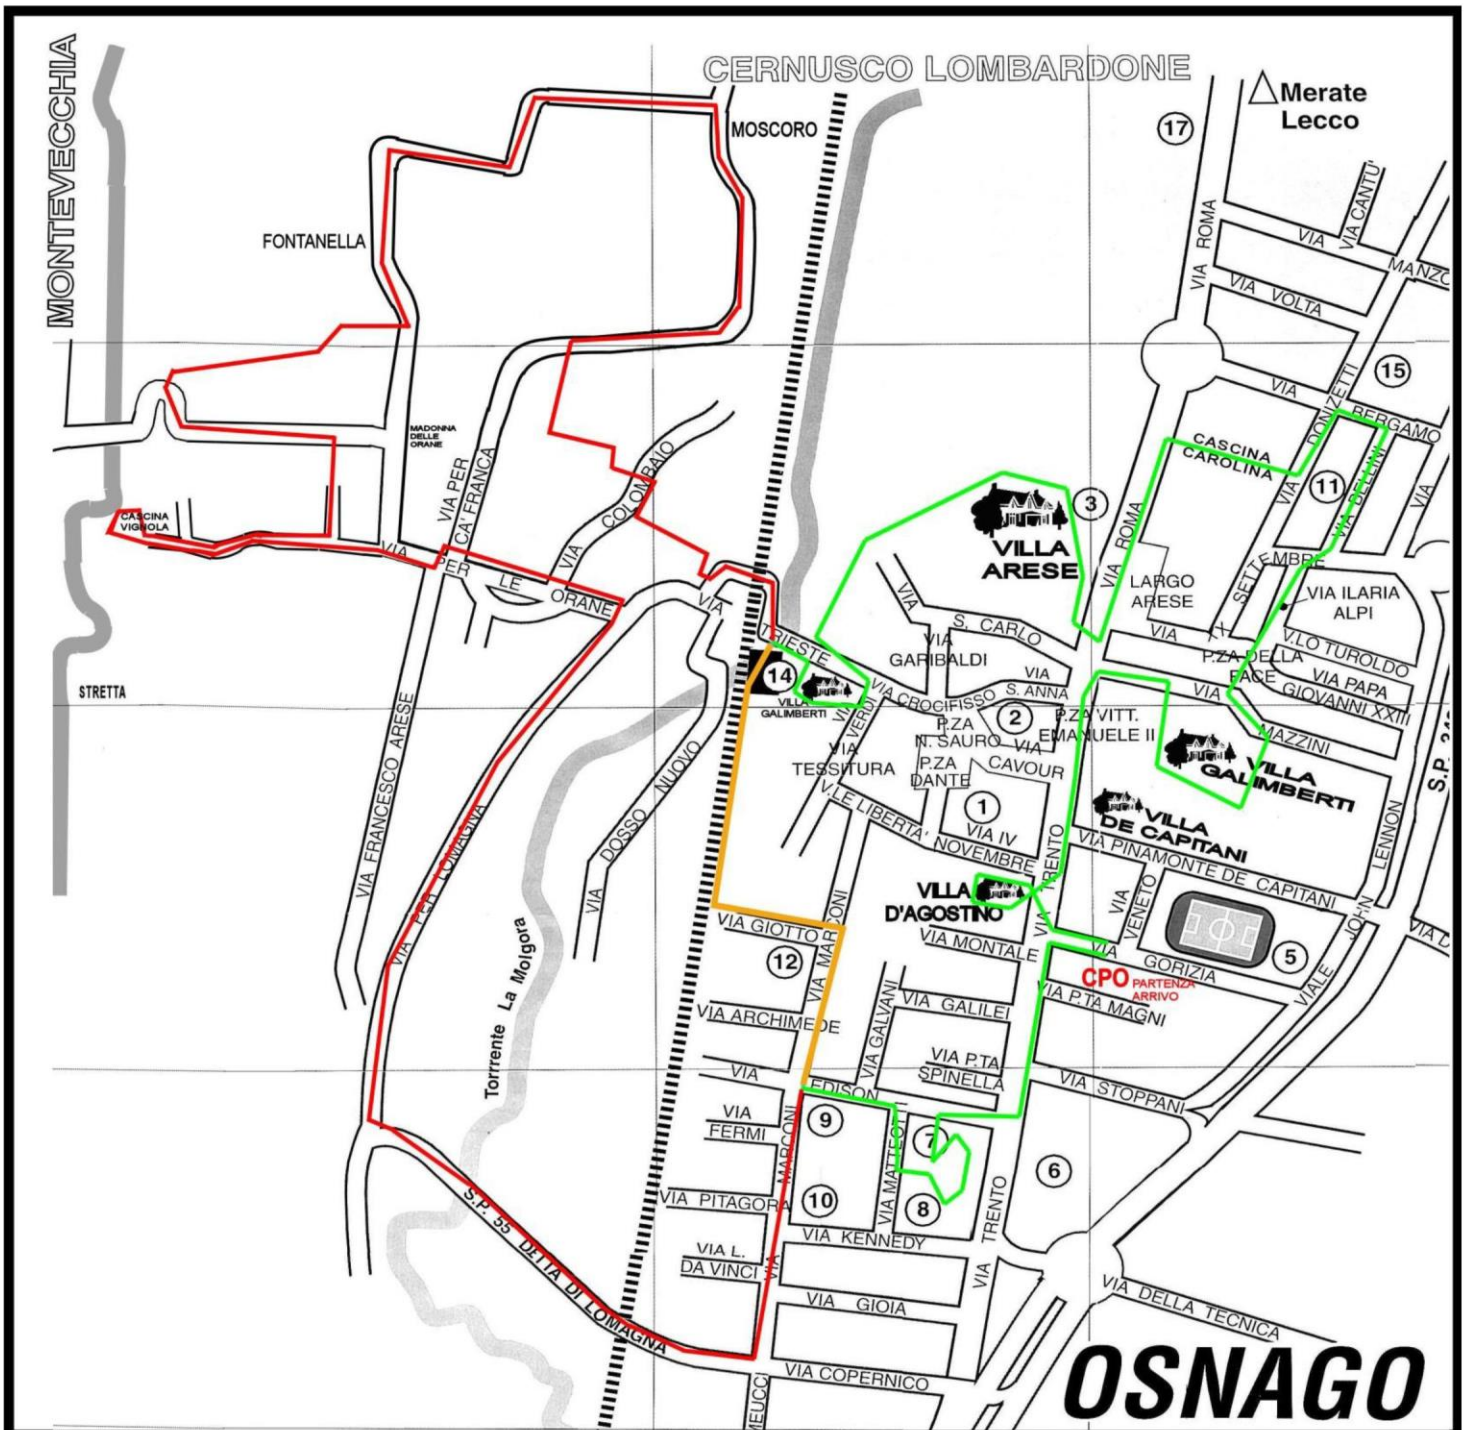 MONTEVECCHIA
CERNUSCO LOMBARDONE
Merate
Lecco
17
MOSCORO
FONTANELLA
VIA ROMA
VIA CANTU'
VIA
MANZO
VIA VOLTA
15
VIA
BERGAMO
VIA DONIZETTI
CASCINA
CAROLINA
11
VIA BELLINI
VIA
MADONNA
DELLE
ORANE
VIA PER
CA' FRANCA
VIA COLOMBAIO
3
VILLA
ARESE
VIA ROMA
CASCINA
VIGNOLA
VIA PER LE ORANE
VIA
TRIESTE
LARGO
ARESE
VIA XX SETTEMBRE
VIA ILARIA
ALPI
V.LO TUROLDO
VIA PAPA
GIOVANNI XXIII
P.ZA DELLA
PACE
VIA
S. CARLO
VIA
GARIBALDI
VIA
S. ANNA
VIA CROCIFISSO
STRETTA
14
VILLA
GALIMBERTI
VIA VERDI
2
P.ZA
N. SAURO
VIA
CAVOUR
P.ZA VITT.
EMANUELE II
VIA MAZZINI
P.ZA
DANTE
VIA
TESSITURA
VILLA
GALIMBERTI
S.P.
V.LE LIBERTA'
1
VIA IV
NOVEMBRE
VILLA
DE CAPITANI
VIA PINAMONTE DE CAPITANI
VIA FRANCESCO ARESE
VIA PER LOMAGNA
VIA DOSSO NUOVO
VILLA
D'AGOSTINO
VIA TRENTO
VIA
VENETO
VIALE JOHN LENNON
VIA D
VIA GIOTTO
VIA MARCONI
12
VIA MONTALE
VIA
GORIZIA
5
CPO PARTENZA
ARRIVO
VIA P.TA MAGNI
Torrrente La Molgora
VIA ARCHIMEDE
VIA GALVANI
VIA GALILEI
VIA P.TA
SPINELLA
VIA
EDISON
VIA STOPPANI
VIA
FERMI
VIA MARCONI
9
7
VIA MATTEOTTI
6
VIA PITAGORA
10
8
VIA TRENTO
VIA KENNEDY
S.P. 55 DETTA DI LOMAGNA
VIA L.
DA VINCI
VIA GIOIA
VIA DELLA TECNICA
VIA COPERNICO
MEUCCI
OSNAGO